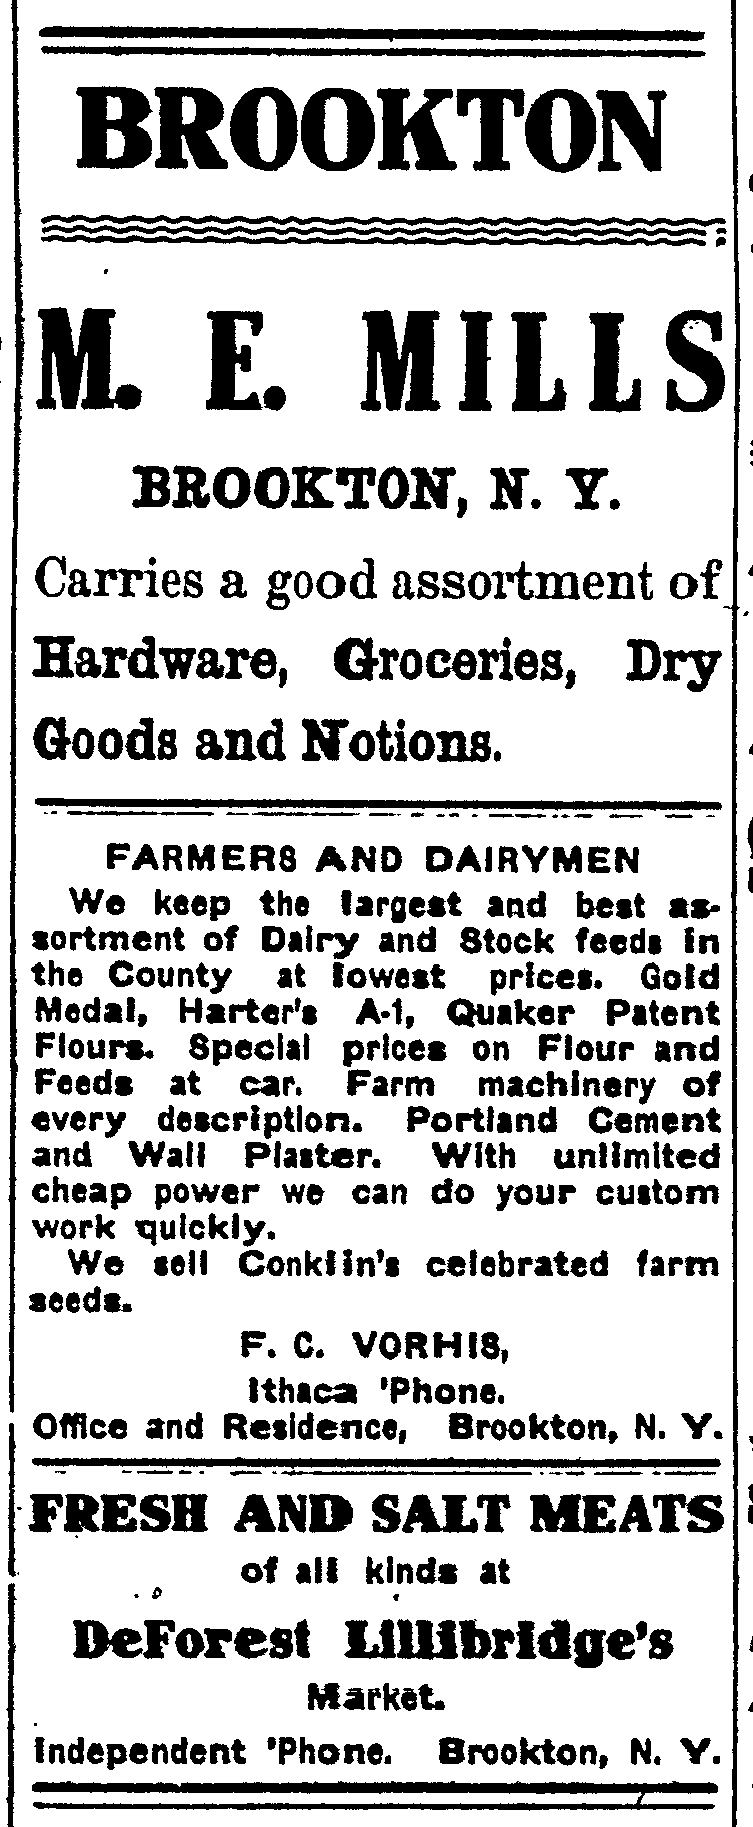 BROOKTON
M. E. MILLS
BROOKTON, N. Y.
Carries a good assortment of
Hardware, Groceries, Dry
Goods and Notions.
FARMERS AND DAIRYMEN
We keep the largest and best as-
sortment of Dairy and Stock feeds in
the County at lowest prices. Gold
Medal, Harter's A-1, Quaker Patent
Flours. Special prices on Flour and
Feeds at car. Farm machinery of
every description. Portland Cement
and Wall Plaster. With unlimited
cheap power we can do your custom
work quickly.
We sell Conklin's celebrated farm
seeds.
F. C. VORHIS,
Ithaca 'Phone.
Office and Residence, Brookton, N. Y.
FRESH AND SALT MEATS
of all kinds at
DeForest Lillibridge's
Market.
Independent 'Phone. Brookton, N. Y.